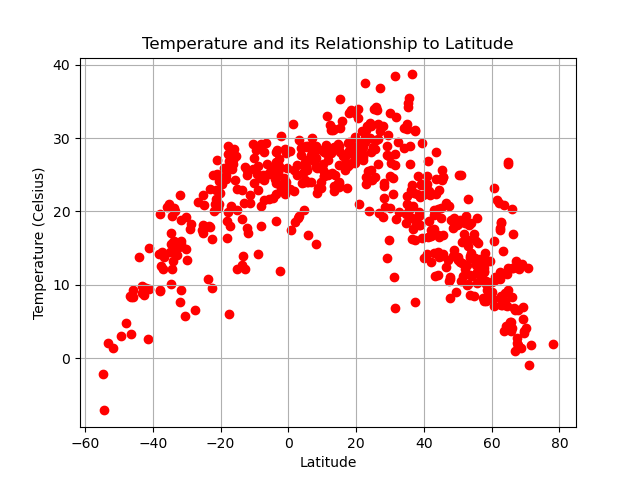 Temperature and its Relationship to Latitude
Temperature (Celsius)
40
30
20
10
0
−60 −40 −20 0 20 40 60 80
Latitude